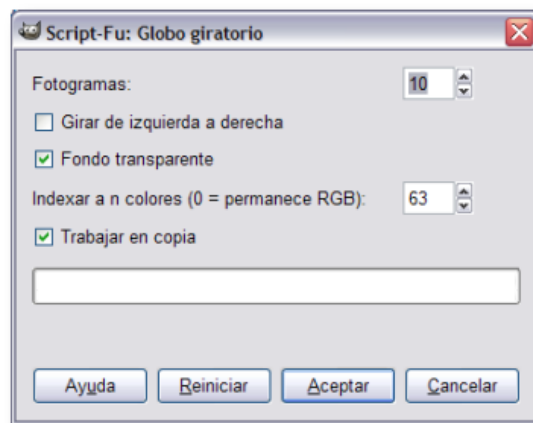 Script-Fu: Globo giratorio
Fotogramas: 10
Girar de izquierda a derecha
Fondo transparente
Indexar a n colores (0 = permanece RGB): 63
Trabajar en copia
Ayuda Reiniciar Aceptar Cancelar